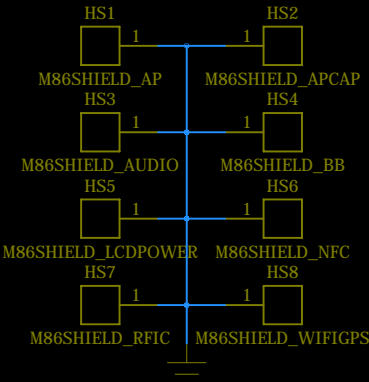 HS1 HS2
1 1
M86SHIELD_AP M86SHIELD_APCAP
HS3 HS4
1 1
M86SHIELD_AUDIO M86SHIELD_BB
HS5 HS6
1 1
M86SHIELD_LCDPOWER M86SHIELD_NFC
HS7 HS8
1 1
M86SHIELD_RFIC M86SHIELD_WIFIGPS